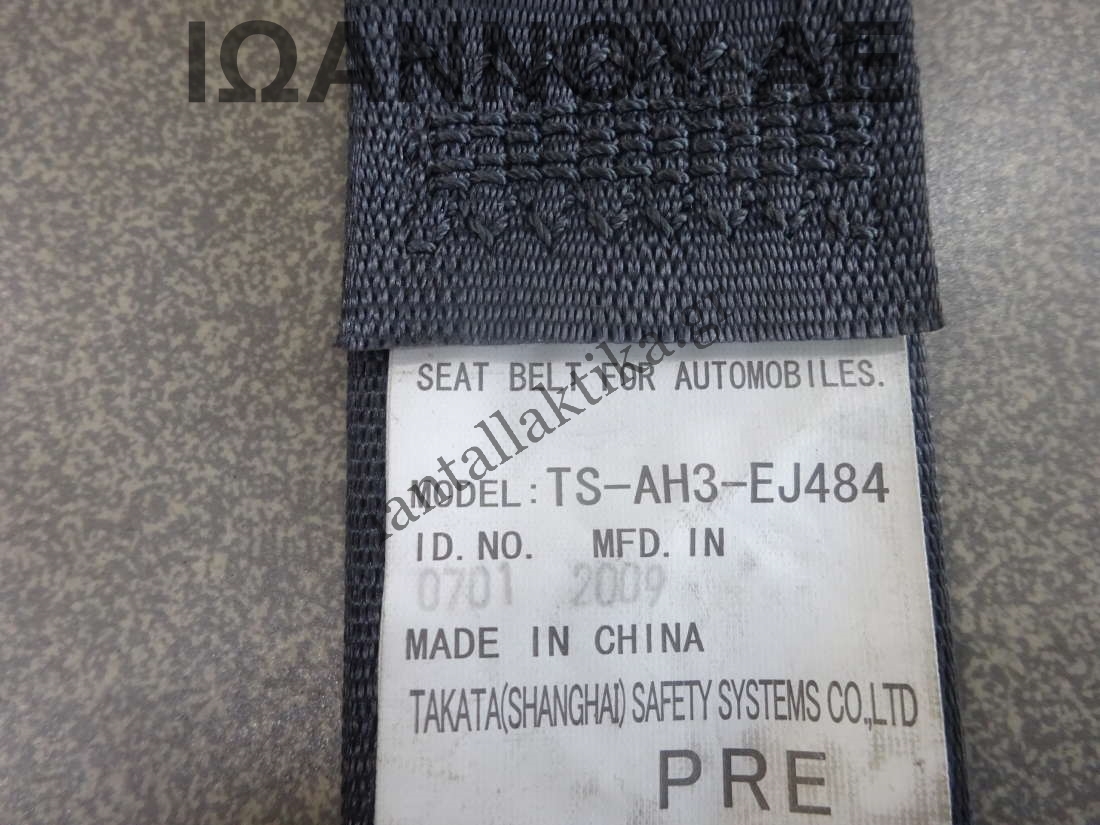 ΙΩΑΝΝΟΥ ΑΕ
SEAT BELT FOR AUTOMOBILES.
antallaktika.g
MODEL: TS-AH3-EJ484
ID. NO. MFD. IN
0701 2009
MADE IN CHINA
TAKATA(SHANGHAI) SAFETY SYSTEMS CO.,LTD
PRE